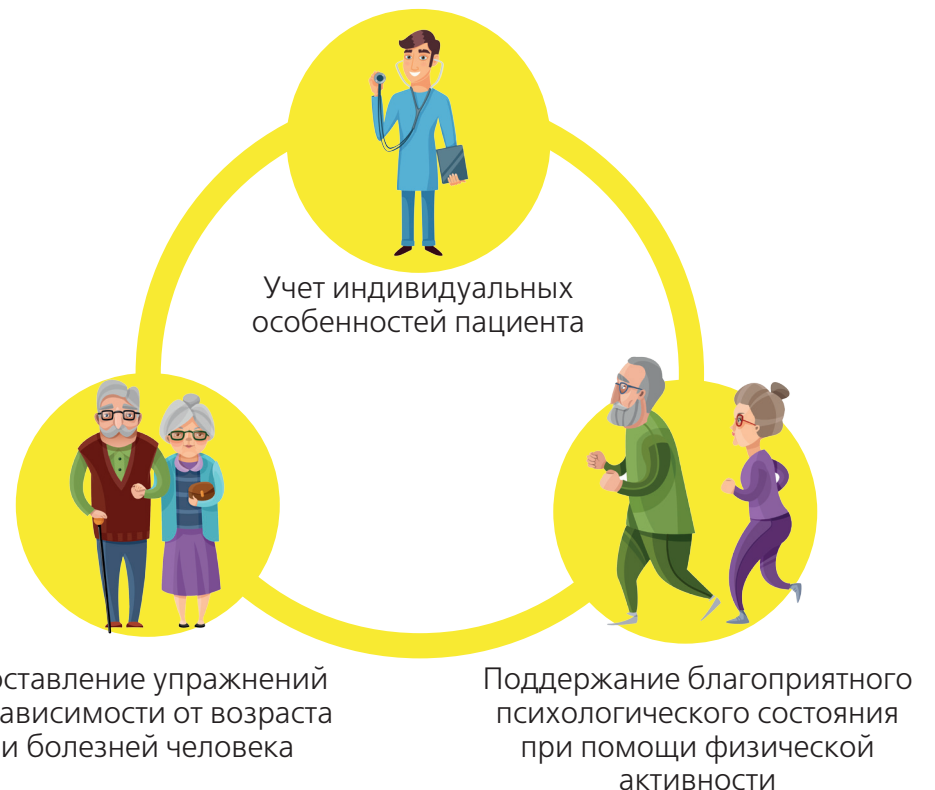 Учет индивидуальных
особенностей пациента
оставление упражнений
ависимости от возраста
и болезней человека
Поддержание благоприятного
психологического состояния
при помощи физической
активности